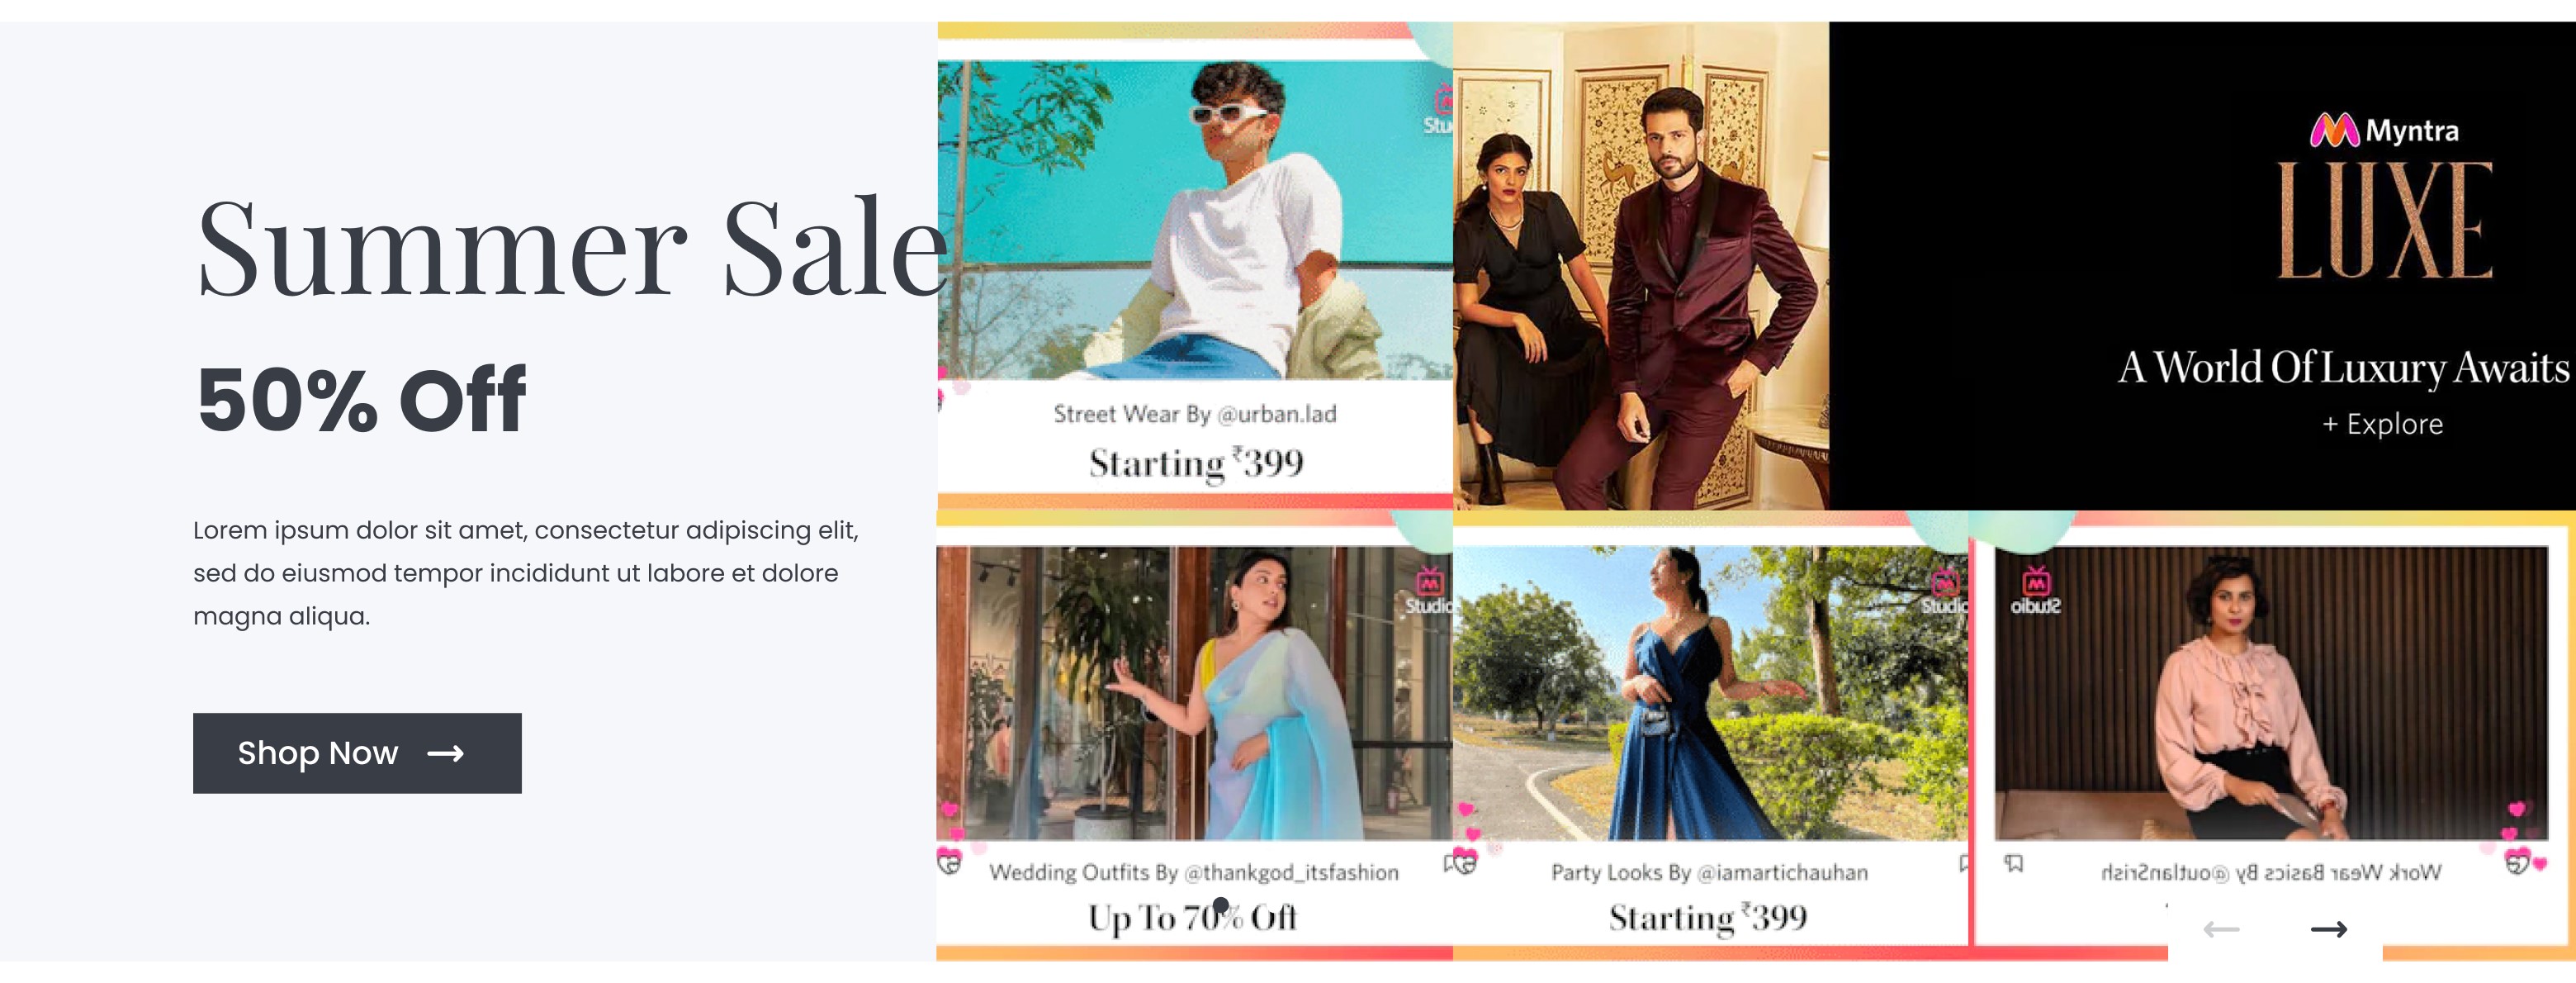 Summer Sale
50% Off
Lorem ipsum dolor sit amet, consectetur adipiscing elit,
sed do eiusmod tempor incididunt ut labore et dolore
magna aliqua.
Shop Now
Stu
Street Wear By @urban.lad
Starting ₹399
Myntra
LUXE
A World Of Luxury Awaits
+ Explore
Studio
Wedding Outfits By @thankgod_itsfashion
Up To 70% Off
Studio
Party Looks By @iamartichauhan
Starting ₹399
Studio
Work Wear Basics By @outlanSrish